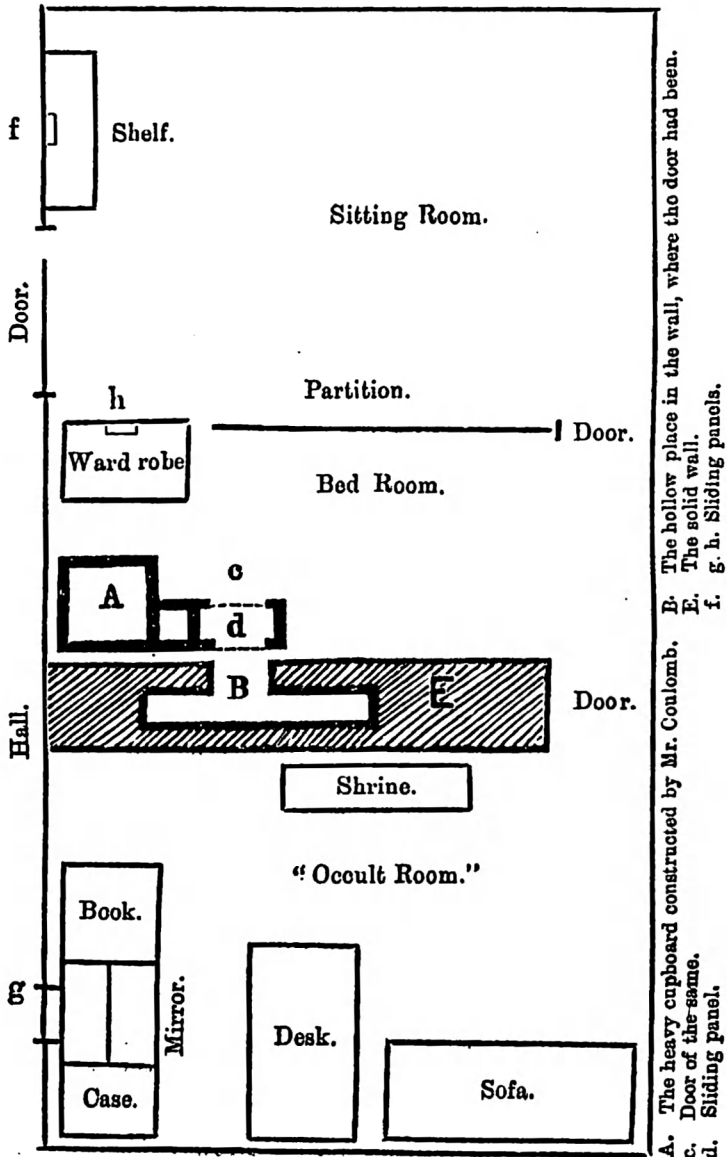 f
Shelf.
Sitting Room.
Door.
h
Partition.
Door.
Ward robe
Bed Room.
A
c
d
B
E
Door.
Hall.
Shrine.
"Occult Room."
Book.
g
Mirror.
Desk.
Case.
Sofa.
A. The heavy cupboard constructed by Mr. Coulomb.
c. Door of the same.
d. Sliding panel.
B. The hollow place in the wall, where the door had been.
E. The solid wall.
f. g. h. Sliding panels.